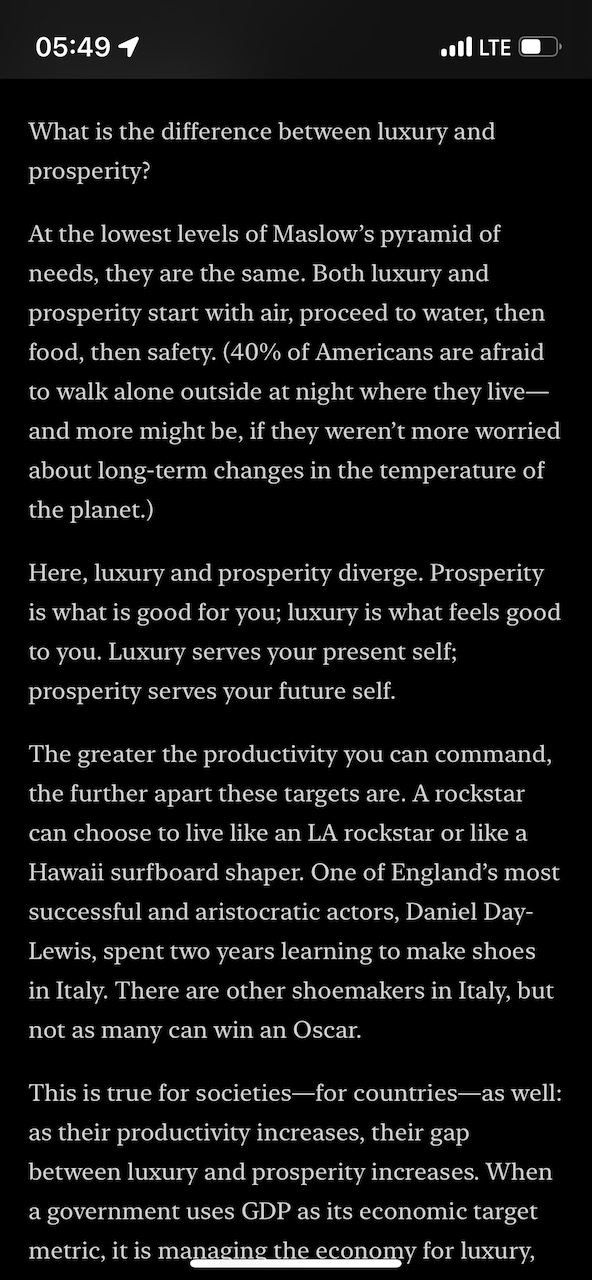 05:49
LTE
What is the difference between luxury and
prosperity?
At the lowest levels of Maslow’s pyramid of
needs, they are the same. Both luxury and
prosperity start with air, proceed to water, then
food, then safety. (40% of Americans are afraid
to walk alone outside at night where they live—
and more might be, if they weren’t more worried
about long-term changes in the temperature of
the planet.)
Here, luxury and prosperity diverge. Prosperity
is what is good for you; luxury is what feels good
to you. Luxury serves your present self;
prosperity serves your future self.
The greater the productivity you can command,
the further apart these targets are. A rockstar
can choose to live like an LA rockstar or like a
Hawaii surfboard shaper. One of England’s most
successful and aristocratic actors, Daniel Day-
Lewis, spent two years learning to make shoes
in Italy. There are other shoemakers in Italy, but
not as many can win an Oscar.
This is true for societies—for countries—as well:
as their productivity increases, their gap
between luxury and prosperity increases. When
a government uses GDP as its economic target
metric, it is managing the economy for luxury,